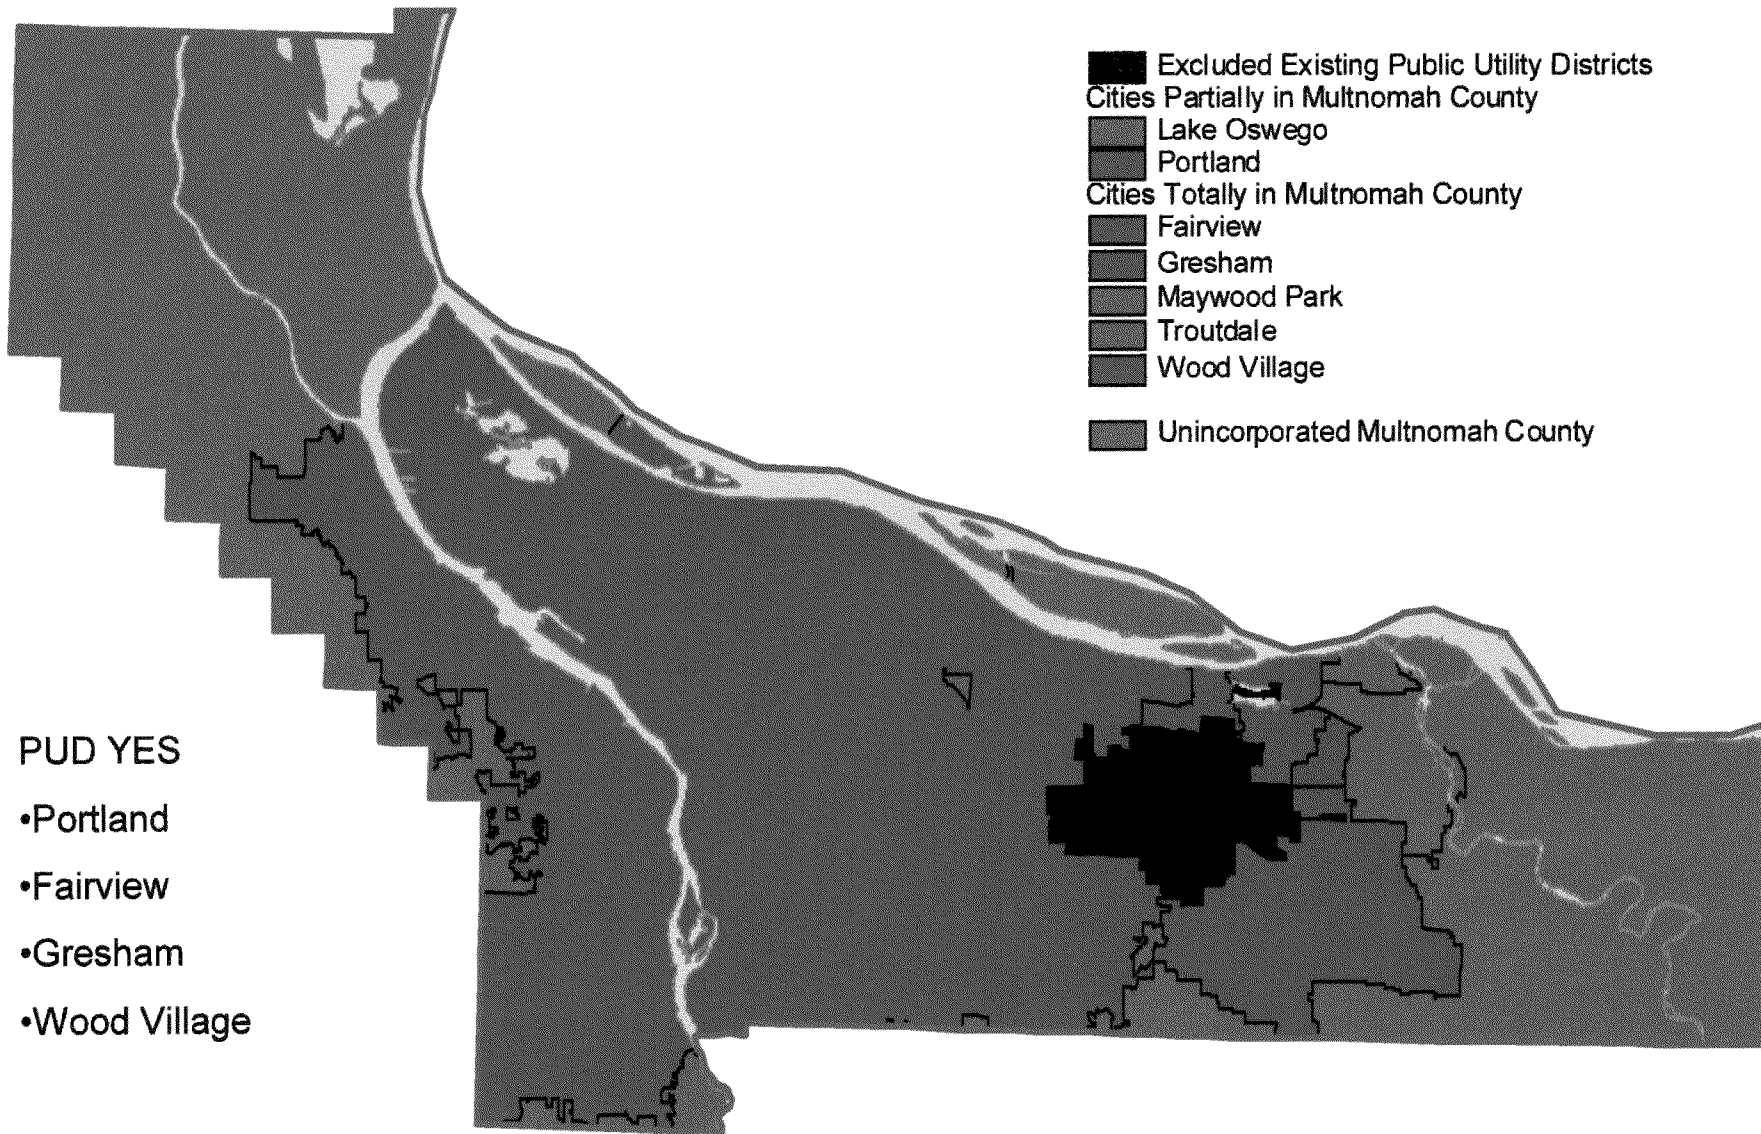 Excluded Existing Public Utility Districts
Cities Partially in Multnomah County
Lake Oswego
Portland
Cities Totally in Multnomah County
Fairview
Gresham
Maywood Park
Troutdale
Wood Village
Unincorporated Multnomah County
PUD YES
•Portland
•Fairview
•Gresham
•Wood Village